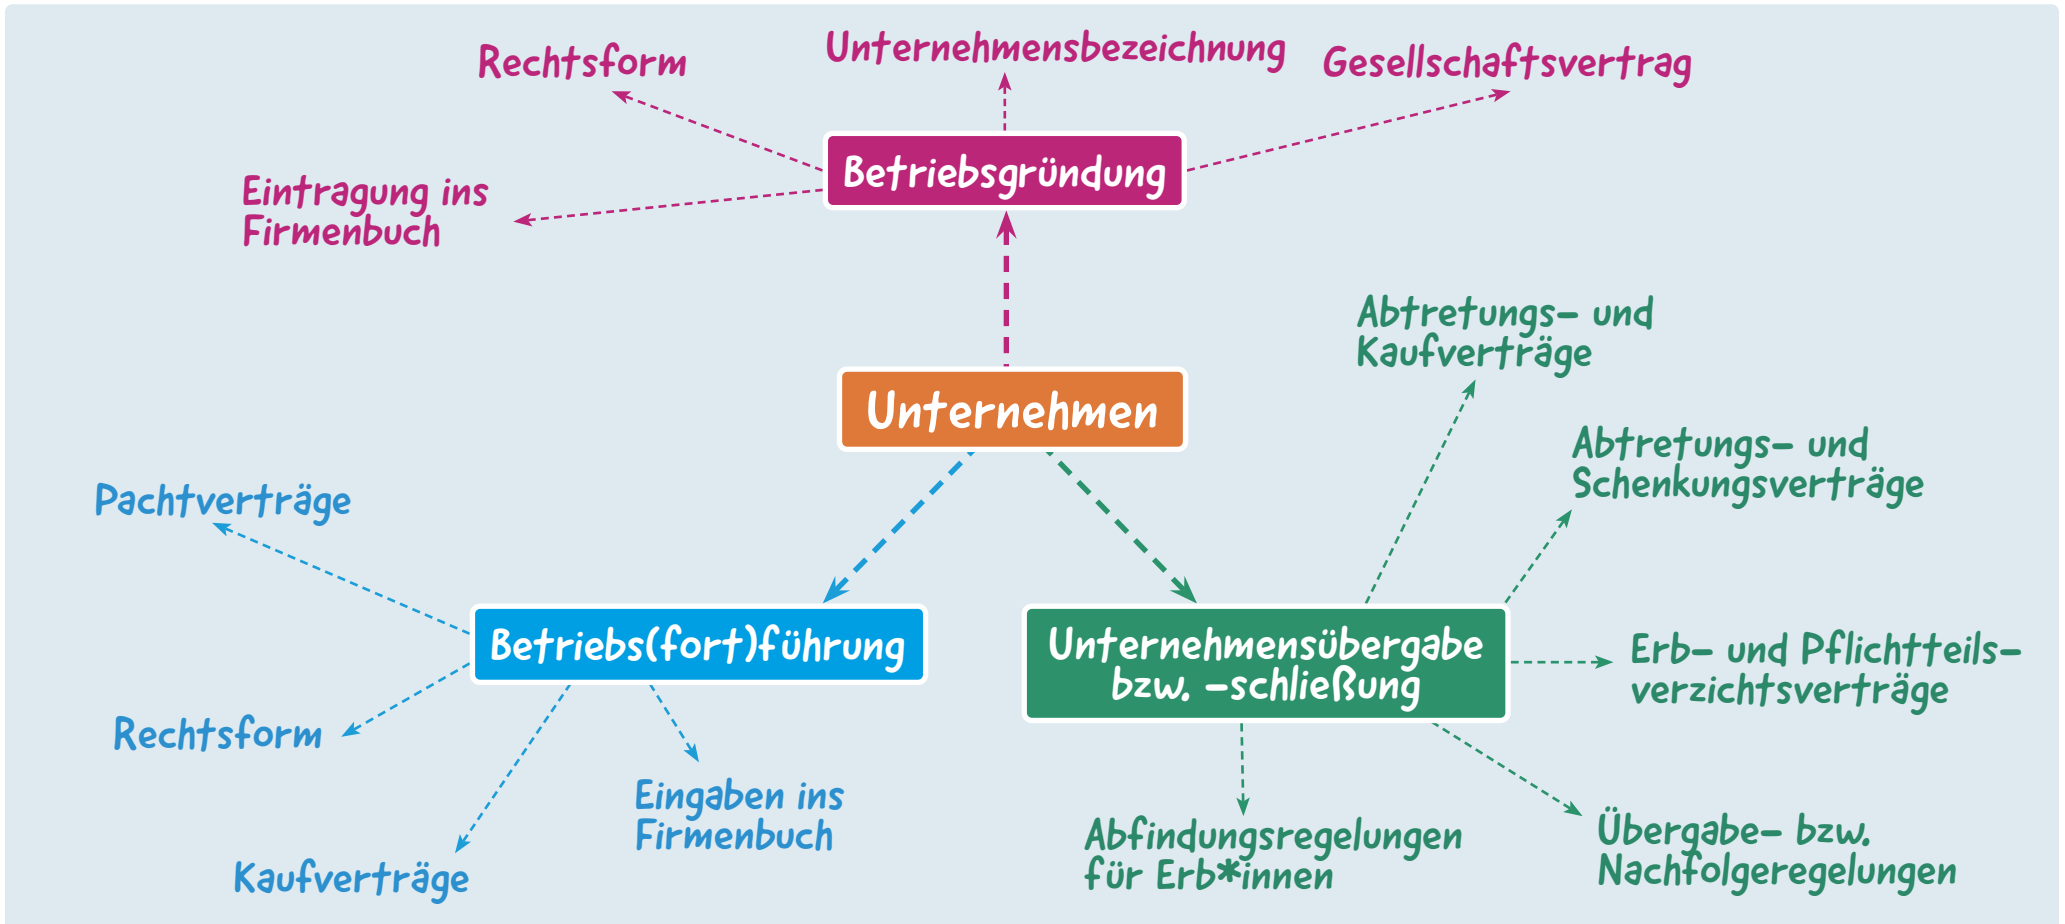 Rechtsform
Unternehmensbezeichnung
Gesellschaftsvertrag
Betriebsgründung
Eintragung ins
Firmenbuch
Unternehmen
Abtretungs- und
Kaufverträge
Abtretungs- und
Schenkungsverträge
Pachtverträge
Betriebs(fort)führung
Unternehmensübergabe
bzw. -schließung
Erb- und Pflichtteils-
verzichtsverträge
Rechtsform
Eingaben ins
Firmenbuch
Kaufverträge
Abfindungsregelungen
für Erb*innen
Übergabe- bzw.
Nachfolgeregelungen